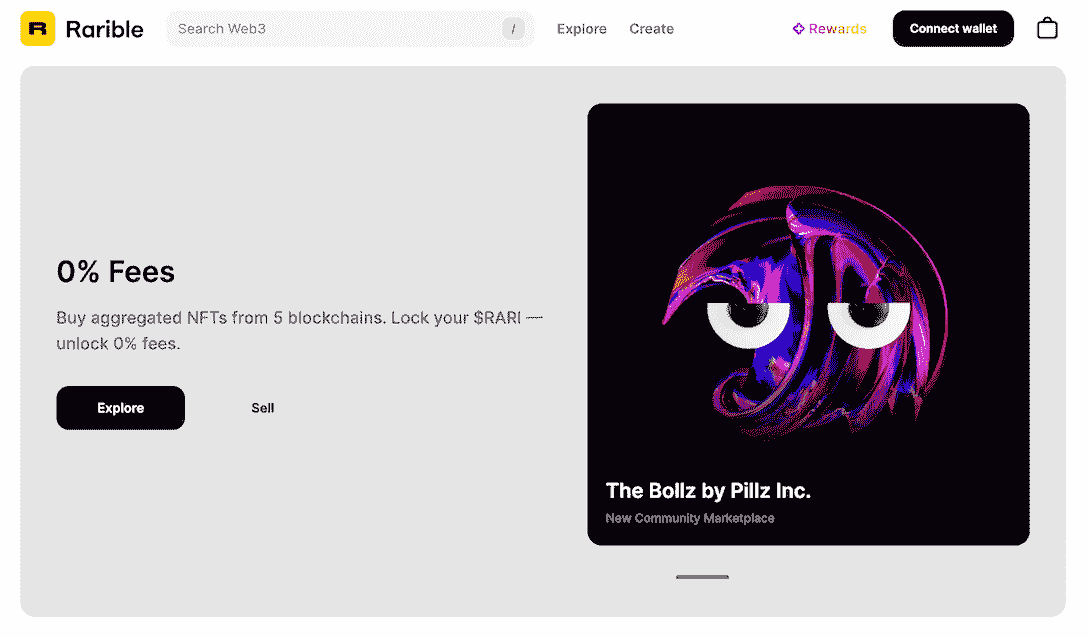 R Rarible
Search Web3
/
Explore
Create
Rewards
Connect wallet
0% Fees
Buy aggregated NFTs from 5 blockchains. Lock your $RARI —
unlock 0% fees.
Explore
Sell
The Bollz by Pillz Inc.
New Community Marketplace